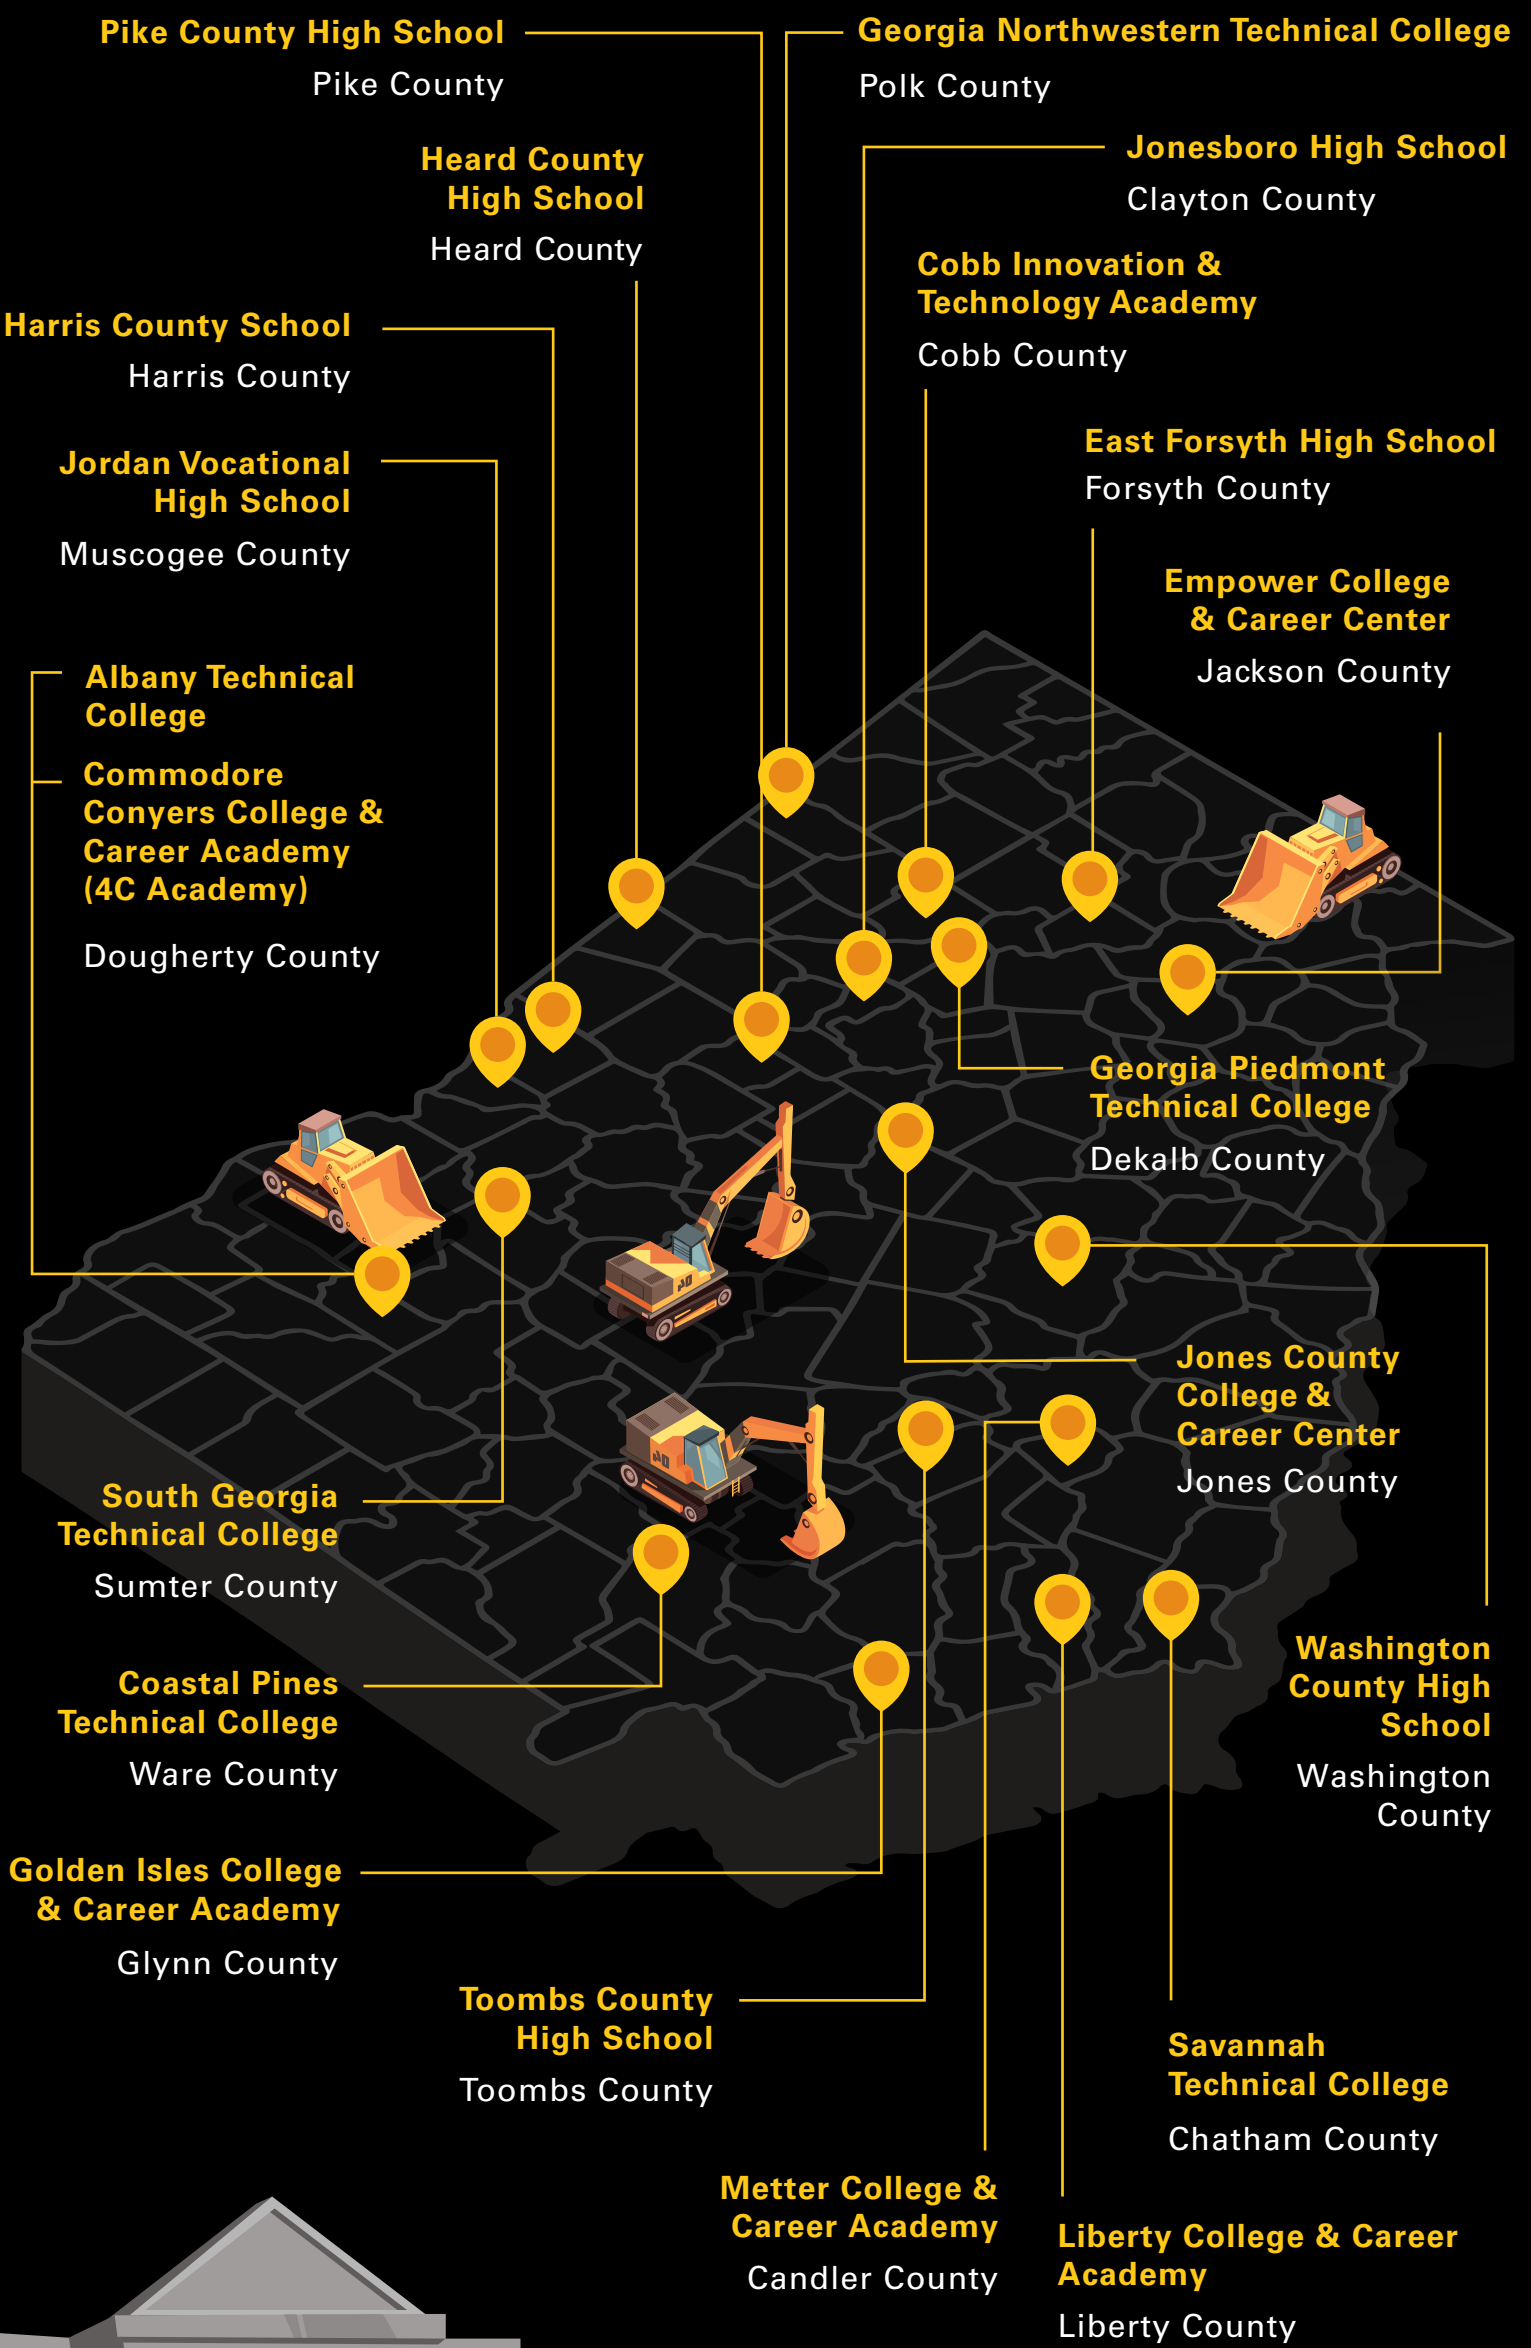 Pike County High School
Pike County
Georgia Northwestern Technical College
Polk County
Heard County
High School
Heard County
Jonesboro High School
Clayton County
Cobb Innovation &
Technology Academy
Cobb County
Harris County School
Harris County
Jordan Vocational
High School
Muscogee County
East Forsyth High School
Forsyth County
Empower College
& Career Center
Jackson County
Albany Technical
College
Commodore
Conyers College &
Career Academy
(4C Academy)
Dougherty County
Georgia Piedmont
Technical College
Dekalb County
Jones County
College &
Career Center
Jones County
South Georgia
Technical College
Sumter County
Coastal Pines
Technical College
Ware County
Washington
County High
School
Washington
County
Golden Isles College
& Career Academy
Glynn County
Toombs County
High School
Toombs County
Savannah
Technical College
Chatham County
Metter College &
Career Academy
Candler County
Liberty College & Career
Academy
Liberty County